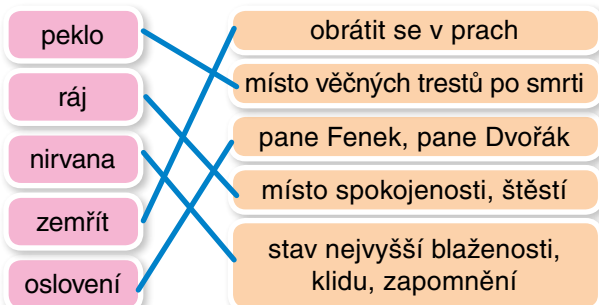 peklo
ráj
nirvana
zemřít
oslovení
obrátit se v prach
místo věčných trestů po smrti
pane Fenek, pane Dvořák
místo spokojenosti, štěstí
stav nejvyšší blaženosti,
klidu, zapomnění